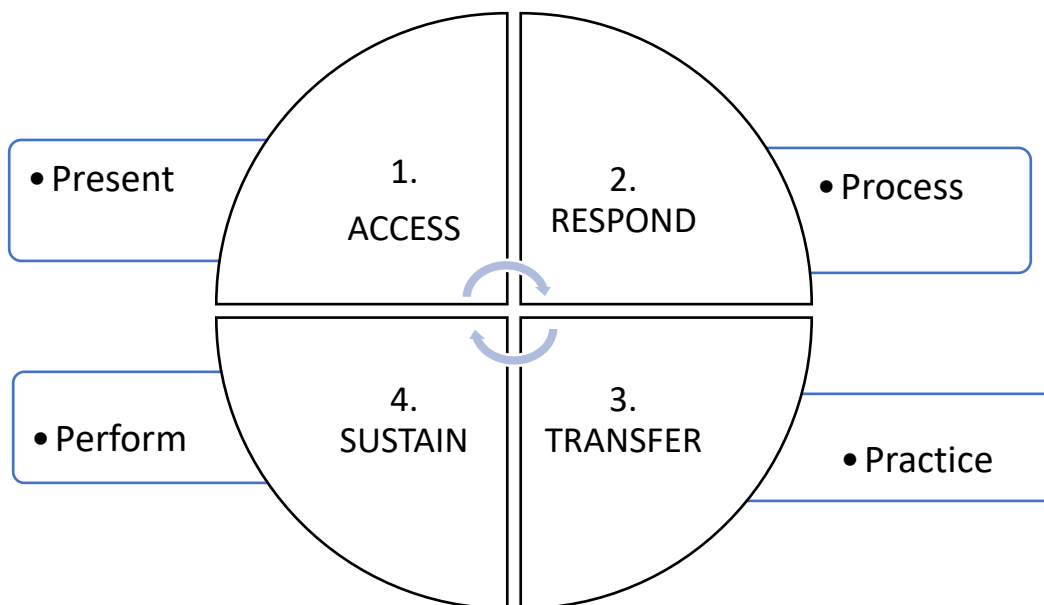 • Present
1.
ACCESS
2.
RESPOND
• Process
• Perform
4.
SUSTAIN
3.
TRANSFER
• Practice